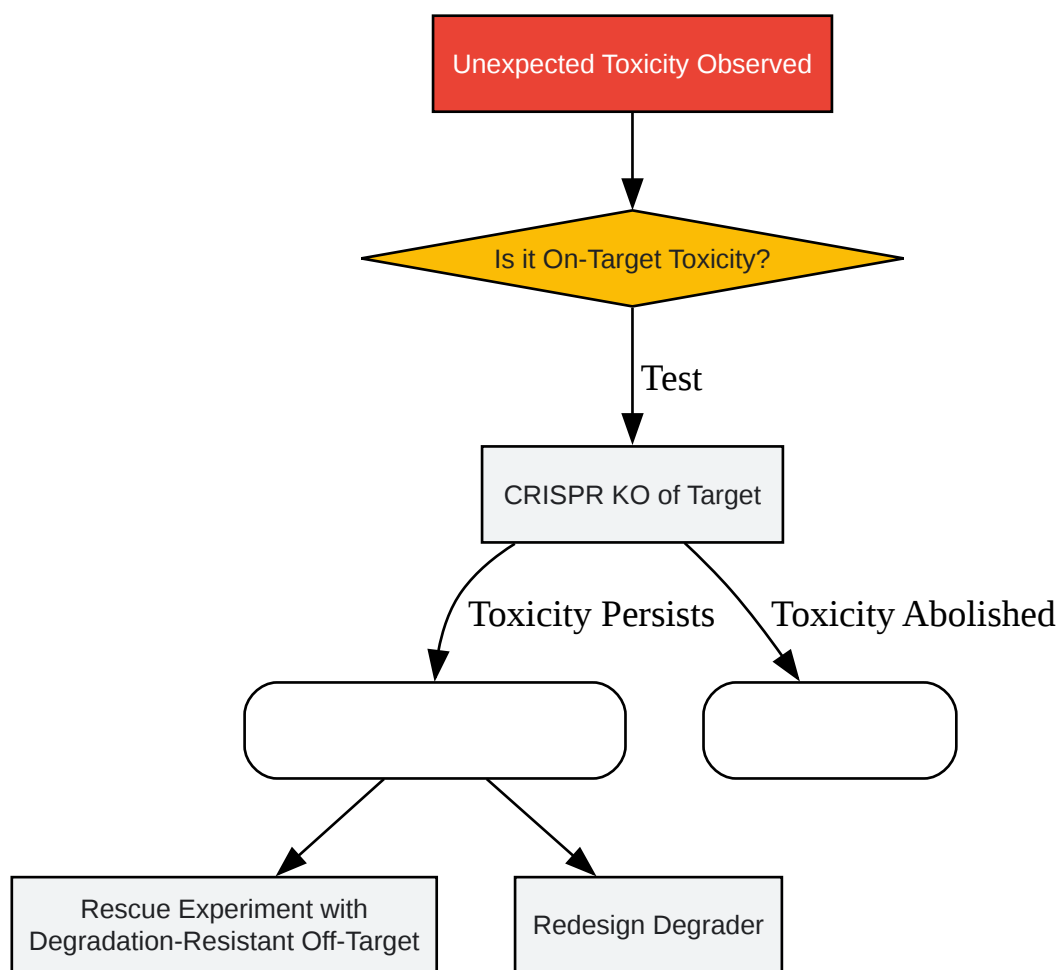 Unexpected Toxicity Observed
Is it On-Target Toxicity?
Test
CRISPR KO of Target
Toxicity Persists
Toxicity Abolished
Rescue Experiment with
Degradation-Resistant Off-Target
Redesign Degrader